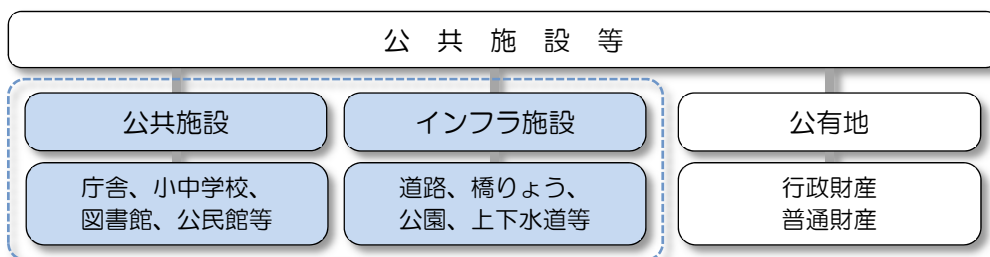 公共施設等
公共施設
インフラ施設
公有地
庁舎、小中学校、
図書館、公民館等
道路、橋りょう、
公園、上下水道等
行政財産
普通財産